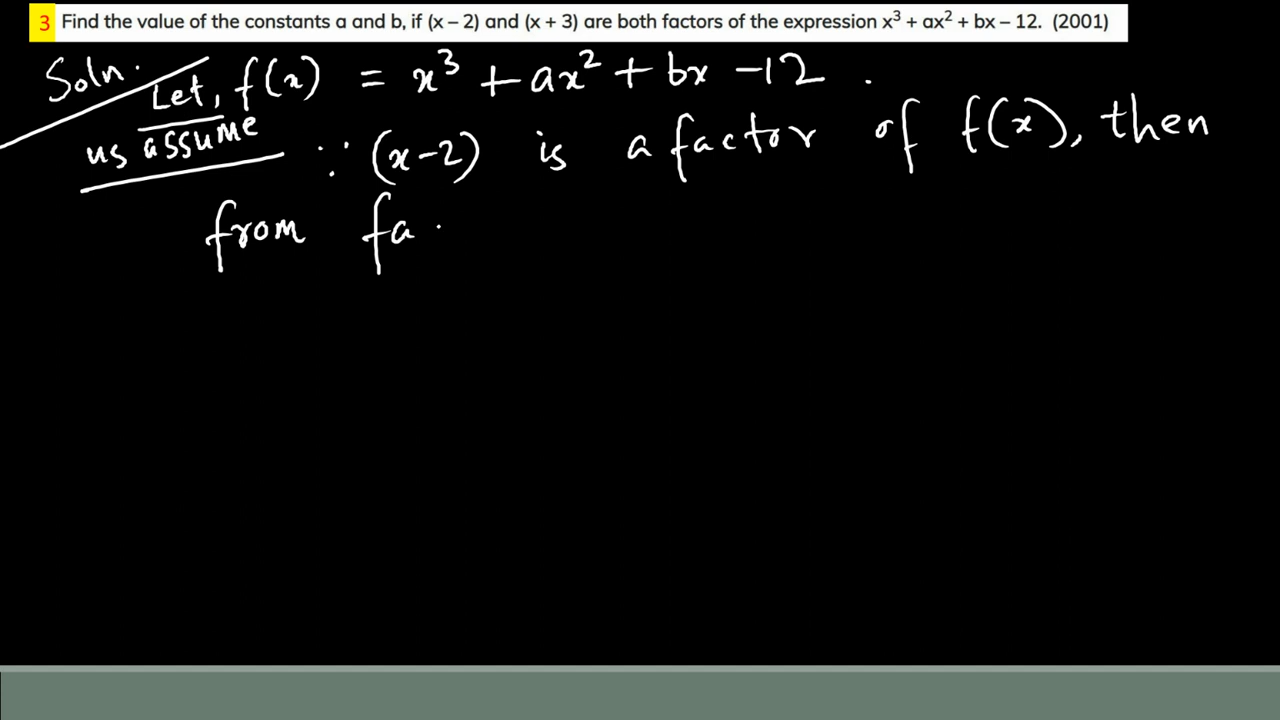 3 Find the value of the constants a and b, if (x – 2) and (x + 3) are both factors of the expression x³ + ax² + bx – 12. (2001)
Soln. Let, f(x) = x³ + ax² + bx -12 .
us assume ∵ (x-2) is a factor of f(x), then
from fa